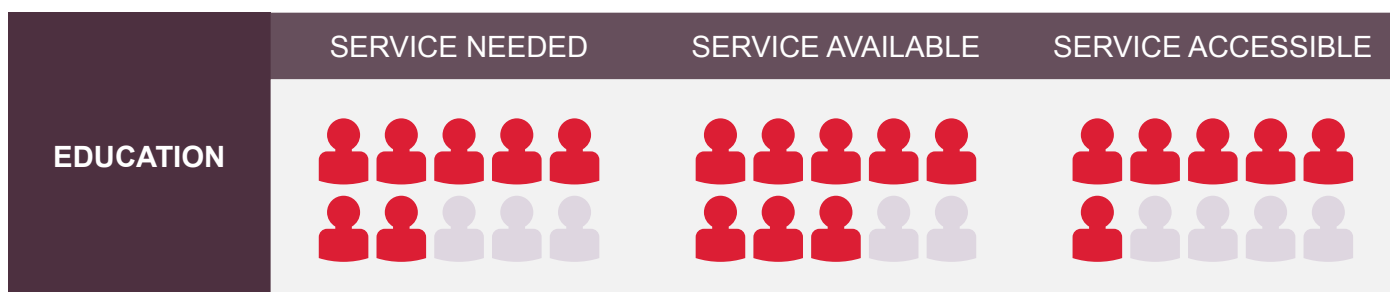 SERVICE NEEDED
SERVICE AVAILABLE
SERVICE ACCESSIBLE
EDUCATION